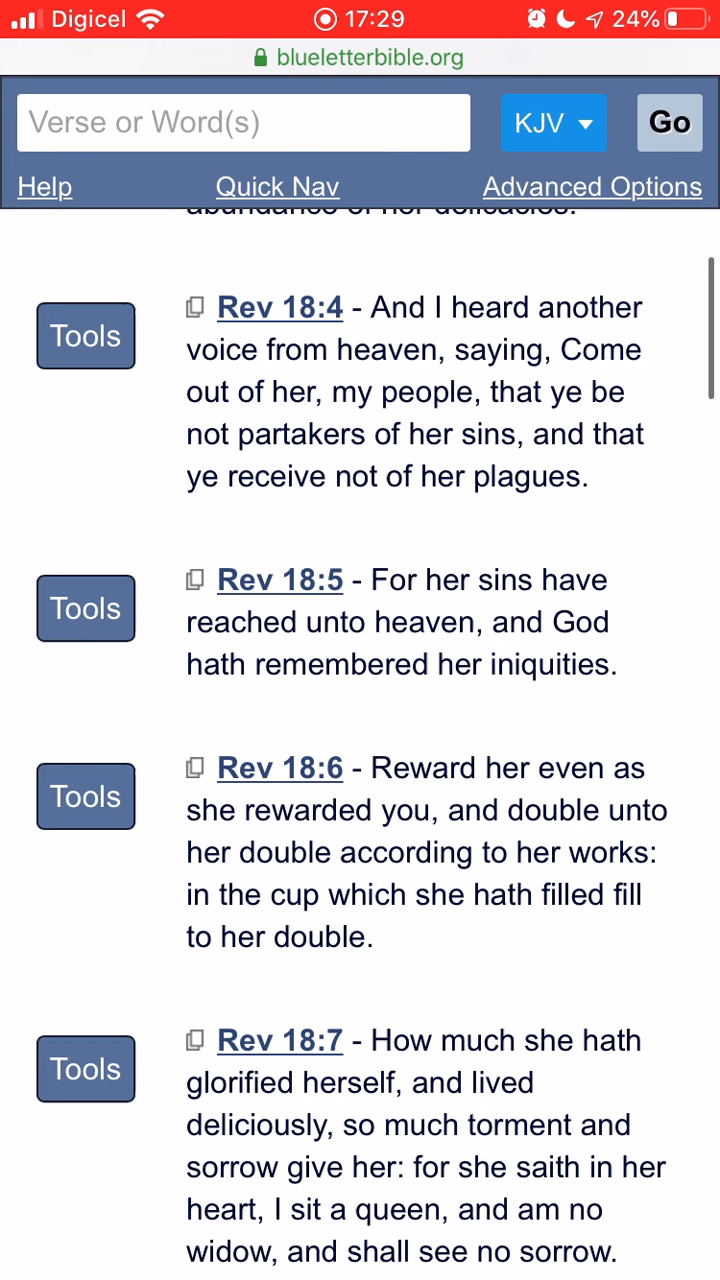 Digicel 17:29 24%
blueletterbible.org
Verse or Word(s) KJV Go
Help Quick Nav Advanced Options
abundance of her delicacies.
Rev 18:4 - And I heard another
Tools
voice from heaven, saying, Come
out of her, my people, that ye be
not partakers of her sins, and that
ye receive not of her plagues.
Rev 18:5 - For her sins have
Tools
reached unto heaven, and God
hath remembered her iniquities.
Rev 18:6 - Reward her even as
Tools
she rewarded you, and double unto
her double according to her works:
in the cup which she hath filled fill
to her double.
Rev 18:7 - How much she hath
Tools
glorified herself, and lived
deliciously, so much torment and
sorrow give her: for she saith in her
heart, I sit a queen, and am no
widow, and shall see no sorrow.